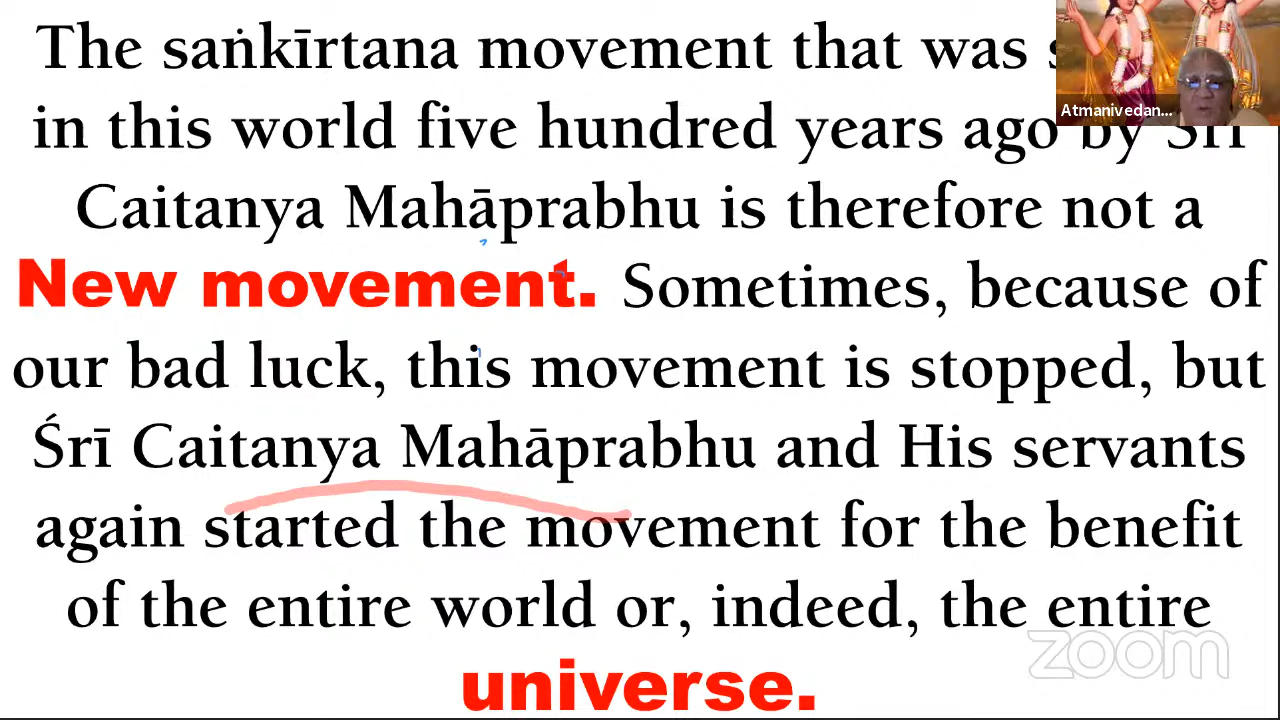 The saṅkīrtana movement that was
in this world five hundred years ago by Śrī
Caitanya Mahāprabhu is therefore not a
New movement. Sometimes, because of
our bad luck, this movement is stopped, but
Śrī Caitanya Mahāprabhu and His servants
again started the movement for the benefit
of the entire world or, indeed, the entire
universe.
Atmanivedan...
zoom